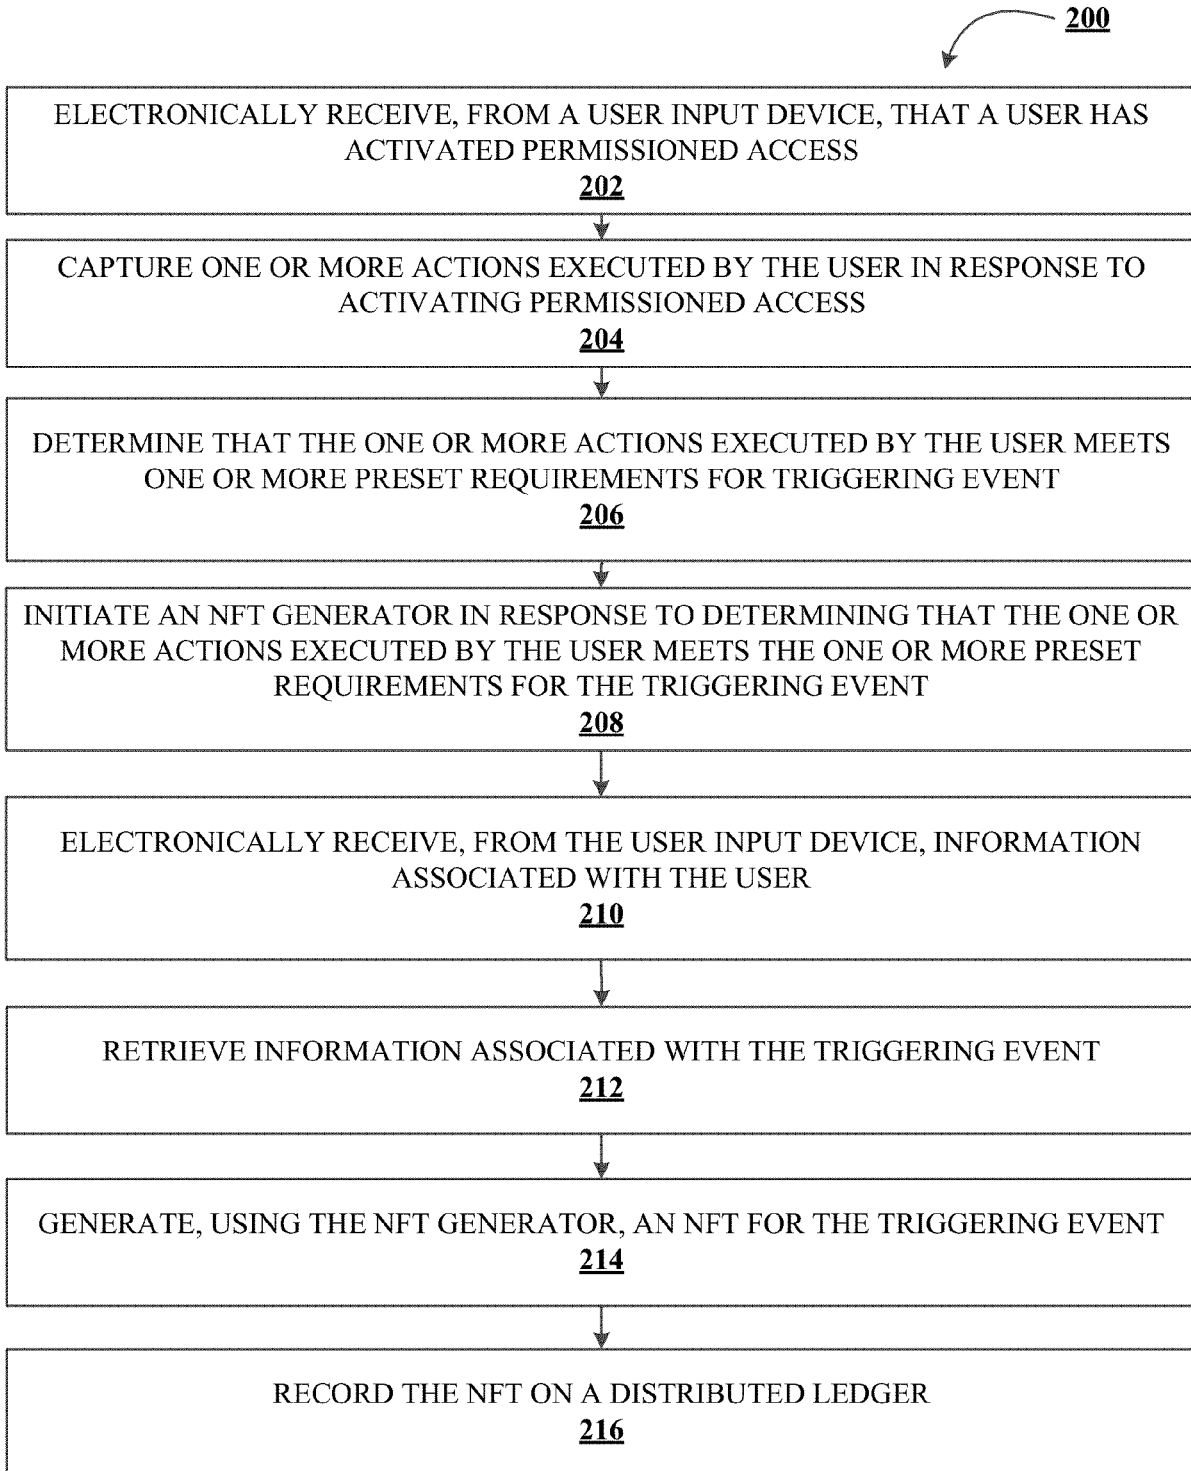 200
ELECTRONICALLY RECEIVE, FROM A USER INPUT DEVICE, THAT A USER HAS
ACTIVATED PERMISSIONED ACCESS
202
CAPTURE ONE OR MORE ACTIONS EXECUTED BY THE USER IN RESPONSE TO
ACTIVATING PERMISSIONED ACCESS
204
DETERMINE THAT THE ONE OR MORE ACTIONS EXECUTED BY THE USER MEETS
ONE OR MORE PRESET REQUIREMENTS FOR TRIGGERING EVENT
206
INITIATE AN NFT GENERATOR IN RESPONSE TO DETERMINING THAT THE ONE OR
MORE ACTIONS EXECUTED BY THE USER MEETS THE ONE OR MORE PRESET
REQUIREMENTS FOR THE TRIGGERING EVENT
208
ELECTRONICALLY RECEIVE, FROM THE USER INPUT DEVICE, INFORMATION
ASSOCIATED WITH THE USER
210
RETRIEVE INFORMATION ASSOCIATED WITH THE TRIGGERING EVENT
212
GENERATE, USING THE NFT GENERATOR, AN NFT FOR THE TRIGGERING EVENT
214
RECORD THE NFT ON A DISTRIBUTED LEDGER
216